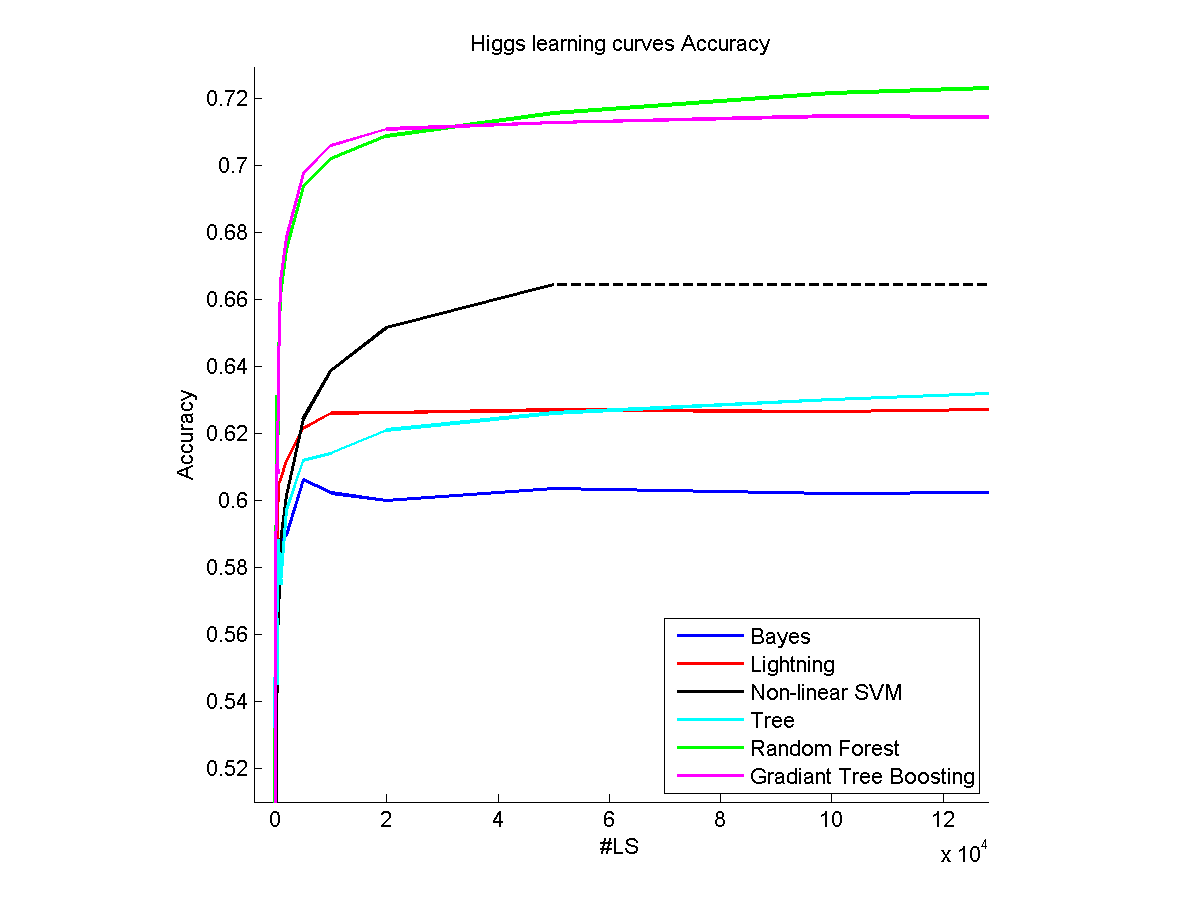 Higgs learning curves Accuracy
0.72
0.7
0.68
0.66
0.64
0.62
0.6
0.58
0.56
0.54
0.52
Accuracy
0 2 4 6 8 10 12
#LS
x 10^4
Bayes
Lightning
Non-linear SVM
Tree
Random Forest
Gradiant Tree Boosting